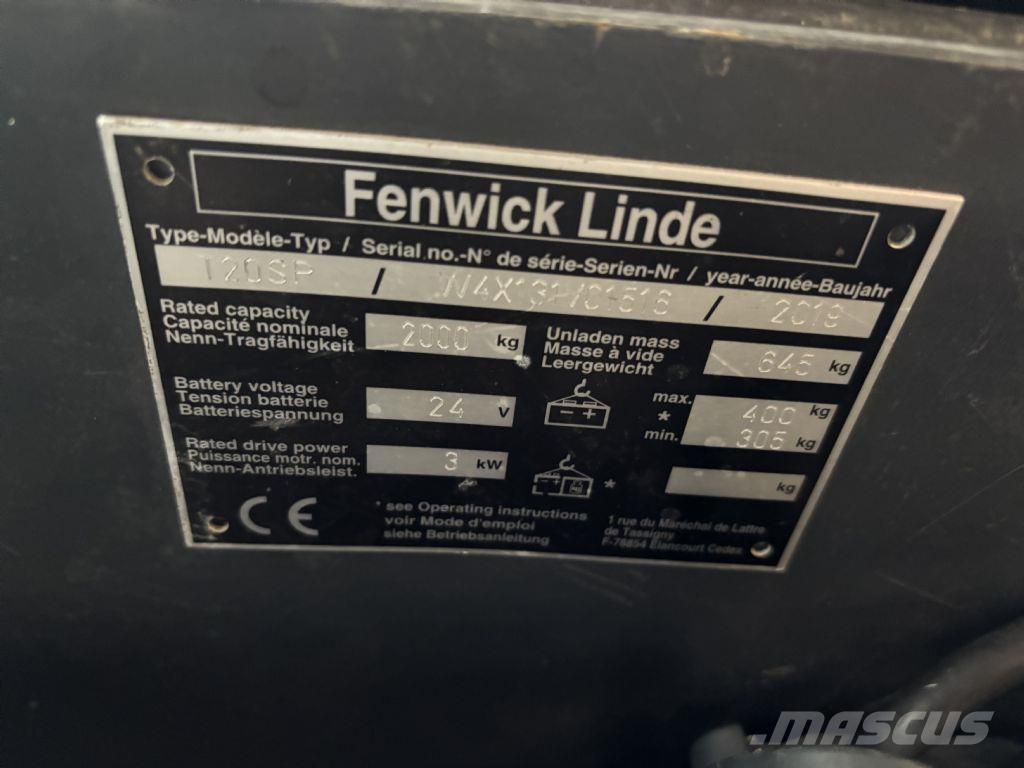 Fenwick Linde
Type-Modèle-Typ / Serial no.-N° de série-Serien-Nr / year-année-Baujahr
T20SP / / 2019
Rated capacity
Capacité nominale
Nenn-Tragfähigkeit
2000 kg
Unladen mass
Masse à vide
Leergewicht
645 kg
Battery voltage
Tension batterie
Batteriespannung
24 V
- +
max. 400 kg
*
min. 305 kg
Rated drive power
Puissance motr. nom.
Nenn-Antriebsleist.
3 kW
* kg
CE
* see Operating instructions
voir Mode d'emploi
siehe Betriebsanleitung
1 rue du Maréchal de Lattre
de Tassigny
F-78854 Elancourt Cedex
MASCUS